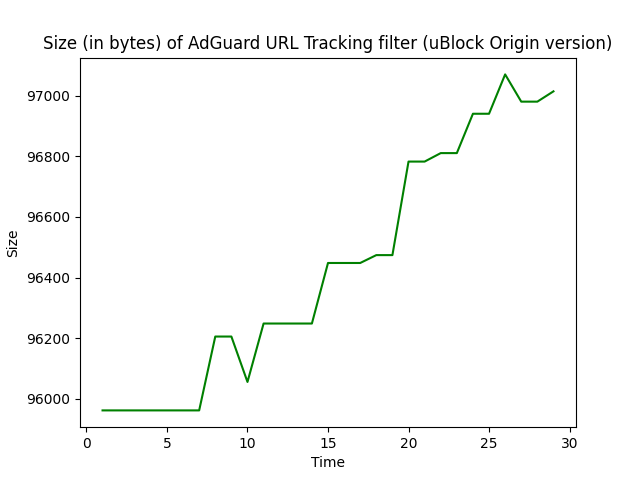 Size (in bytes) of AdGuard URL Tracking filter (uBlock Origin version)
97000
96800
96600
96400
96200
96000
Size
0 5 10 15 20 25 30
Time